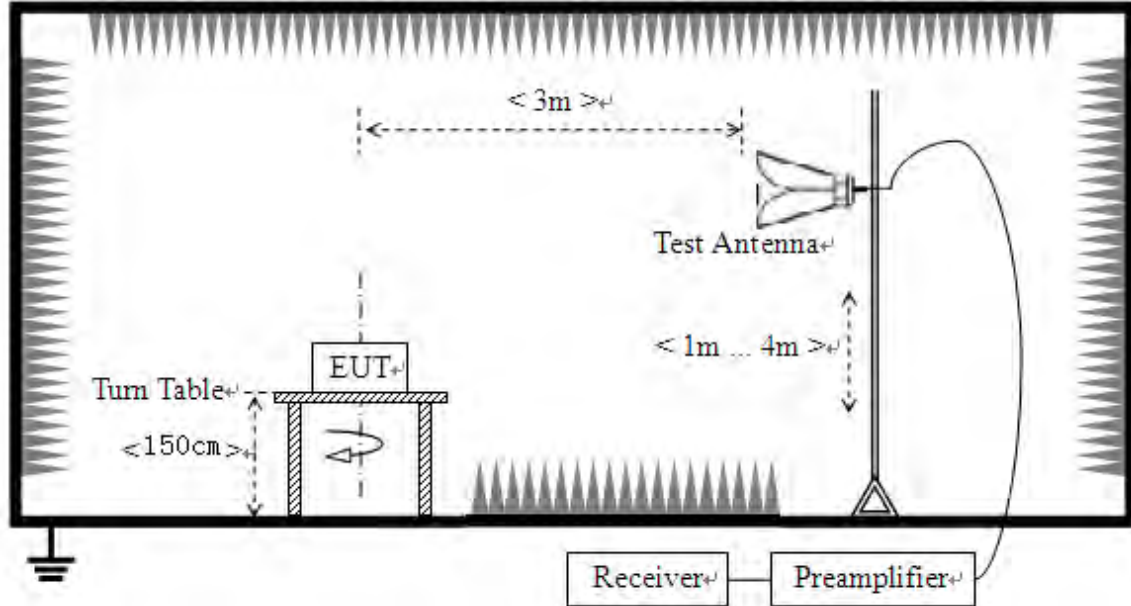 < 3m >
Test Antenna
< 1m ... 4m >
EUT
Turn Table
<150cm>
Receiver
Preamplifier